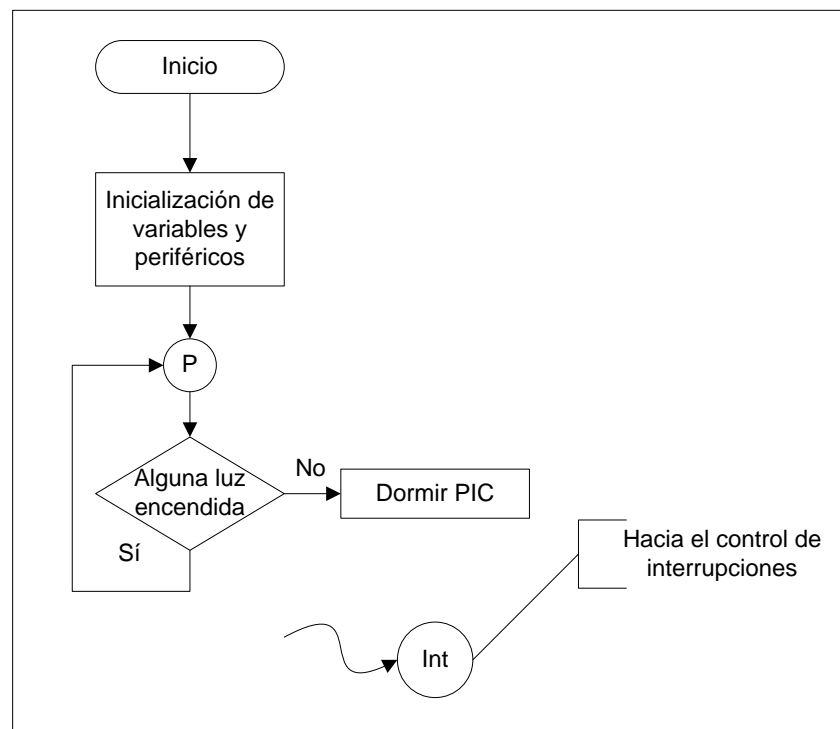 Inicio
Inicialización de
variables y
periféricos
P
Alguna luz
encendida
No
Dormir PIC
Sí
Hacia el control de
interrupciones
Int